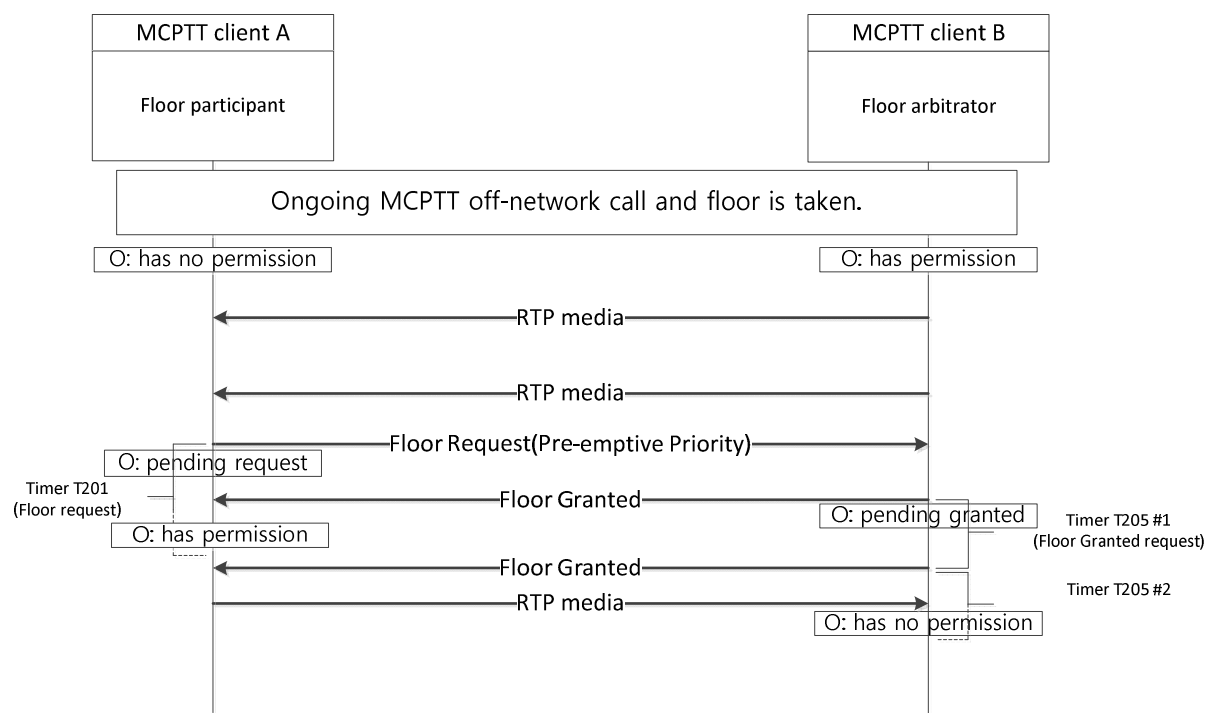 MCPTT client A
MCPTT client B
Floor participant
Floor arbitrator
Ongoing MCPTT off-network call and floor is taken.
O: has no permission
O: has permission
RTP media
RTP media
Floor Request(Pre-emptive Priority)
O: pending request
Timer T201
(Floor request)
Floor Granted
O: pending granted
Timer T205 #1
(Floor Granted request)
O: has permission
Floor Granted
Timer T205 #2
RTP media
O: has no permission